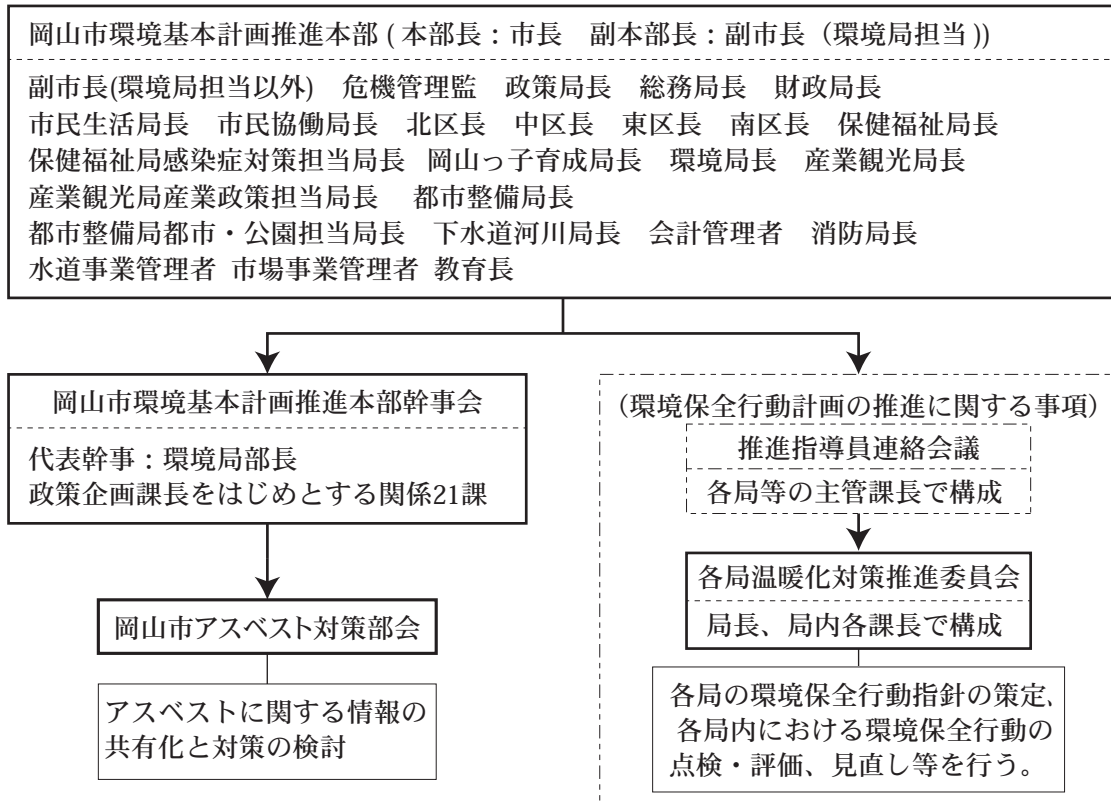 岡山市環境基本計画推進本部 ( 本部長：市長　副本部長：副市長（環境局担当 ))
副市長(環境局担当以外)　危機管理監　政策局長　総務局長　財政局長
市民生活局長　市民協働局長　北区長　中区長　東区長　南区長　保健福祉局長
保健福祉局感染症対策担当局長　岡山っ子育成局長　環境局長　産業観光局長
産業観光局産業政策担当局長　都市整備局長
都市整備局都市・公園担当局長　下水道河川局長　会計管理者　消防局長
水道事業管理者 市場事業管理者 教育長
岡山市環境基本計画推進本部幹事会
代表幹事：環境局部長
政策企画課長をはじめとする関係21課
岡山市アスベスト対策部会
アスベストに関する情報の
共有化と対策の検討
（環境保全行動計画の推進に関する事項）
推進指導員連絡会議
各局等の主管課長で構成
各局温暖化対策推進委員会
局長、局内各課長で構成
各局の環境保全行動指針の策定、
各局内における環境保全行動の
点検・評価、見直し等を行う。